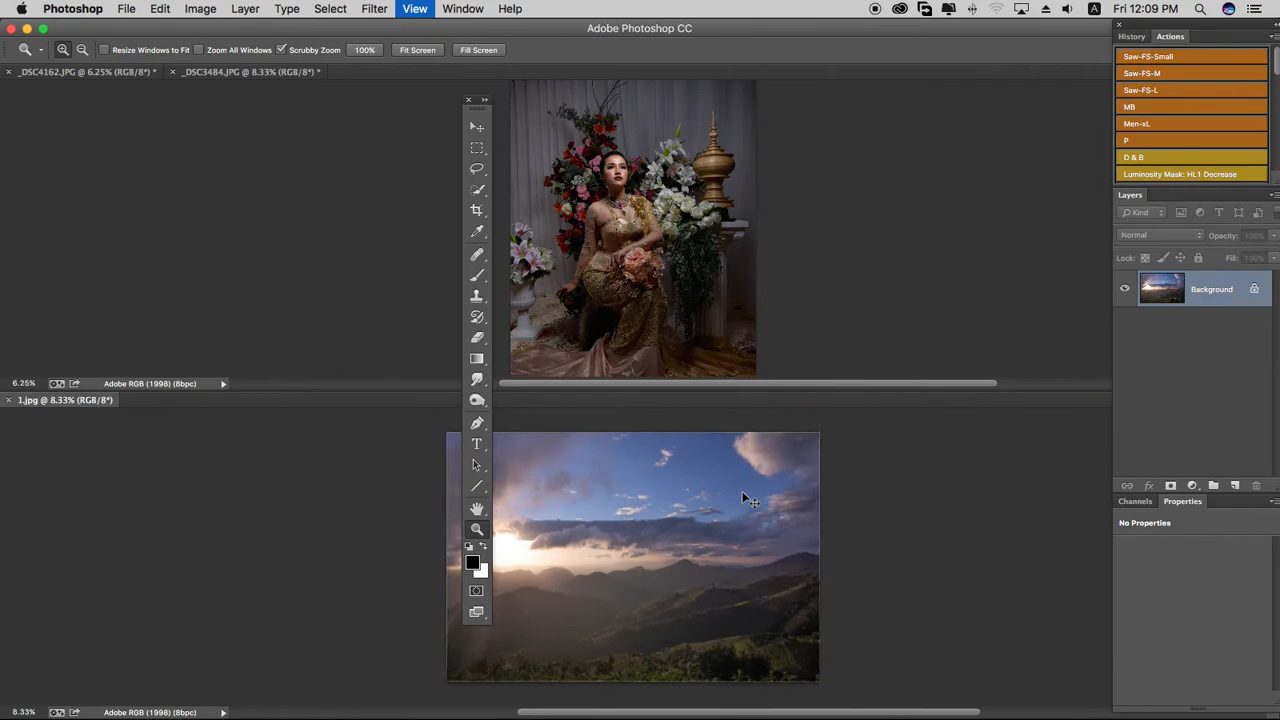 Photoshop File Edit Image Layer Type Select Filter View Window Help
A Fri 12:09 PM
Adobe Photoshop CC
Resize Windows to Fit Zoom All Windows Scrubby Zoom 100% Fit Screen Fill Screen
History Actions
_DSC4162.JPG @ 6.25% (RGB/8*) * _DSC3484.JPG @ 8.33% (RGB/8*) *
Saw-FS-Small
Saw-FS-M
Saw-FS-L
MB
Men-xL
P
D & B
Luminosity Mask: HL1 Decrease
Layers
Kind
Normal Opacity: 100%
Lock: Fill: 100%
Background
6.25% Adobe RGB (1998) (8bpc)
1.jpg @ 8.33% (RGB/8*)
T
Channels Properties
No Properties
8.33% Adobe RGB (1998) (8bpc)